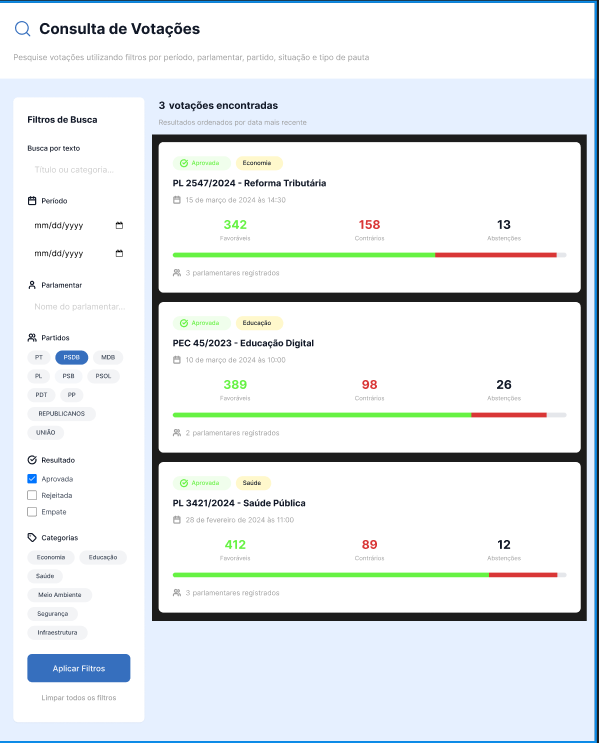 Consulta de Votações
Pesquise votações utilizando filtros por período, parlamentar, partido, situação e tipo de pauta
Filtros de Busca
Busca por texto
Título ou categoria...
Período
mm/dd/yyyy
mm/dd/yyyy
Parlamentar
Nome do parlamentar...
Partidos
PT PSDB MDB
PL PSB PSOL
PDT PP
REPUBLICANOS
UNIÃO
Resultado
Aprovada
Rejeitada
Empate
Categorias
Economia Educação
Saúde
Meio Ambiente
Segurança
Infraestrutura
Aplicar Filtros
Limpar todos os filtros
3 votações encontradas
Resultados ordenados por data mais recente
Aprovada Economia
PL 2547/2024 - Reforma Tributária
15 de março de 2024 às 14:30
342 158 13
Favoráveis Contrários Abstenções
3 parlamentares registrados
Aprovada Educação
PEC 45/2023 - Educação Digital
10 de março de 2024 às 10:00
389 98 26
Favoráveis Contrários Abstenções
2 parlamentares registrados
Aprovada Saúde
PL 3421/2024 - Saúde Pública
28 de fevereiro de 2024 às 11:00
412 89 12
Favoráveis Contrários Abstenções
3 parlamentares registrados